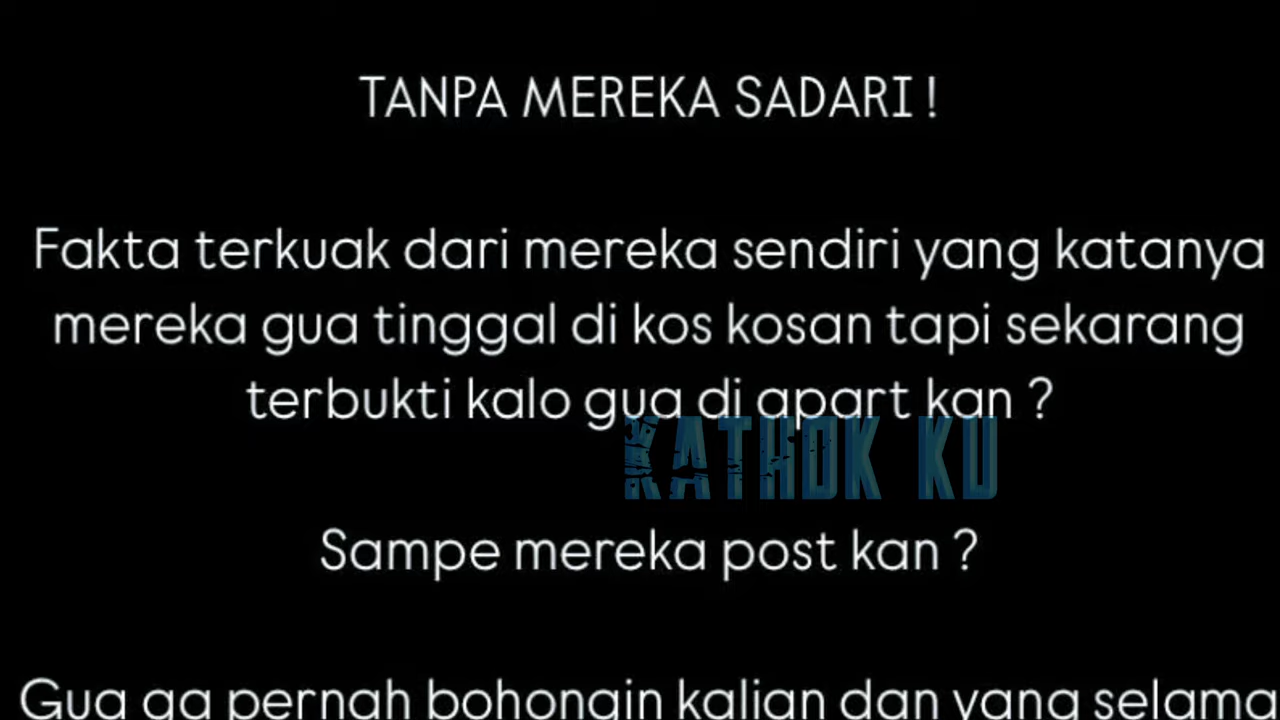 TANPA MEREKA SADARI !
Fakta terkuak dari mereka sendiri yang katanya
mereka gua tinggal di kos kosan tapi sekarang
terbukti kalo gua di apart kan ?
KATHOK KU
Sampe mereka post kan ?
Gua ga pernah bohongin kalian dan yang selama